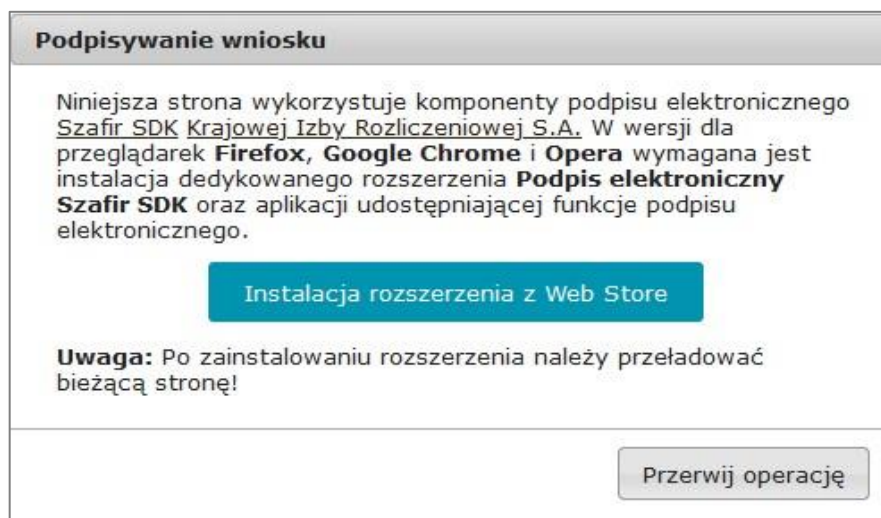 Podpisywanie wniosku
Niniejsza strona wykorzystuje komponenty podpisu elektronicznego
Szafir SDK Krajowej Izby Rozliczeniowej S.A. W wersji dla
przeglądarek Firefox, Google Chrome i Opera wymagana jest
instalacja dedykowanego rozszerzenia Podpis elektroniczny
Szafir SDK oraz aplikacji udostępniającej funkcje podpisu
elektronicznego.
Instalacja rozszerzenia z Web Store
Uwaga: Po zainstalowaniu rozszerzenia należy przeładować
bieżącą stronę!
Przerwij operację